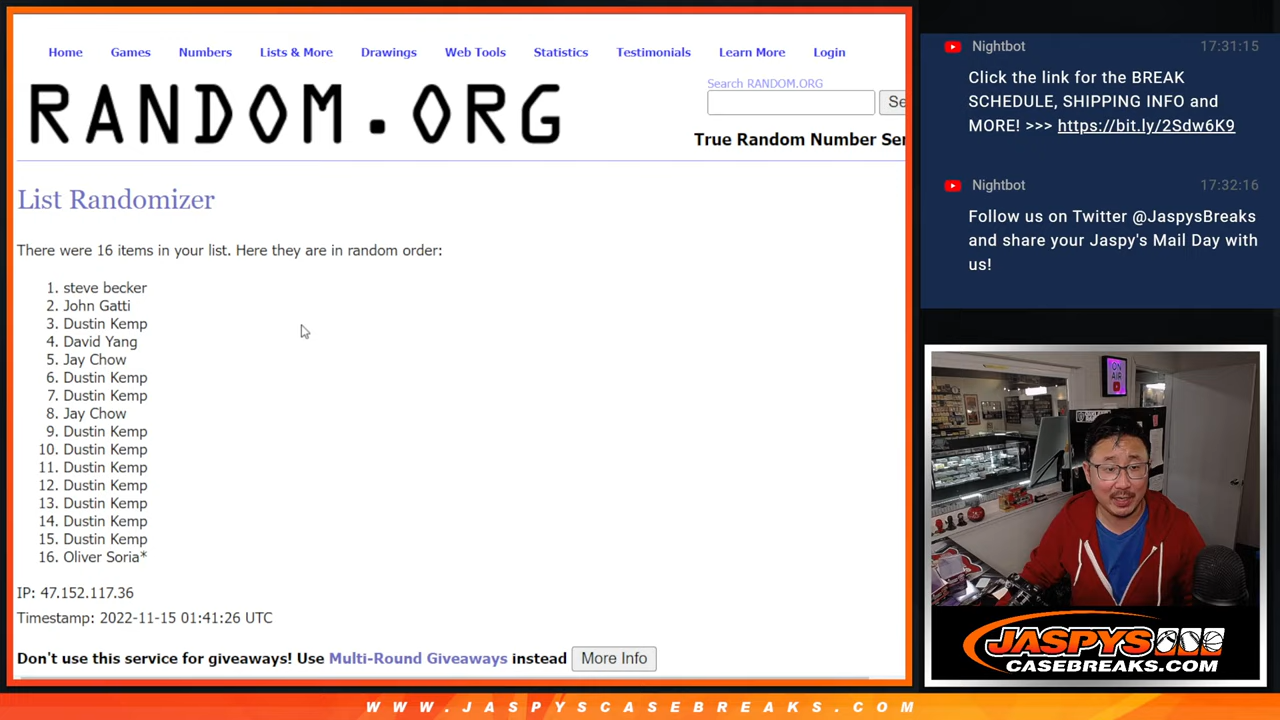 Home Games Numbers Lists & More Drawings Web Tools Statistics Testimonials Learn More Login
RANDOM.ORG
Search RANDOM.ORG
Se
True Random Number Ser
List Randomizer
There were 16 items in your list. Here they are in random order:
1. steve becker
2. John Gatti
3. Dustin Kemp
4. David Yang
5. Jay Chow
6. Dustin Kemp
7. Dustin Kemp
8. Jay Chow
9. Dustin Kemp
10. Dustin Kemp
11. Dustin Kemp
12. Dustin Kemp
13. Dustin Kemp
14. Dustin Kemp
15. Dustin Kemp
16. Oliver Soria*
IP: 47.152.117.36
Timestamp: 2022-11-15 01:41:26 UTC
Don't use this service for giveaways! Use Multi-Round Giveaways instead More Info
Nightbot 17:31:15
Click the link for the BREAK
SCHEDULE, SHIPPING INFO and
MORE! >>> https://bit.ly/2Sdw6K9
Nightbot 17:32:16
Follow us on Twitter @JaspysBreaks
and share your Jaspy's Mail Day with
us!
ON
AIR
JASPYS
CASEBREAKS.COM
WWW.JASPYSCASEBREAKS.COM